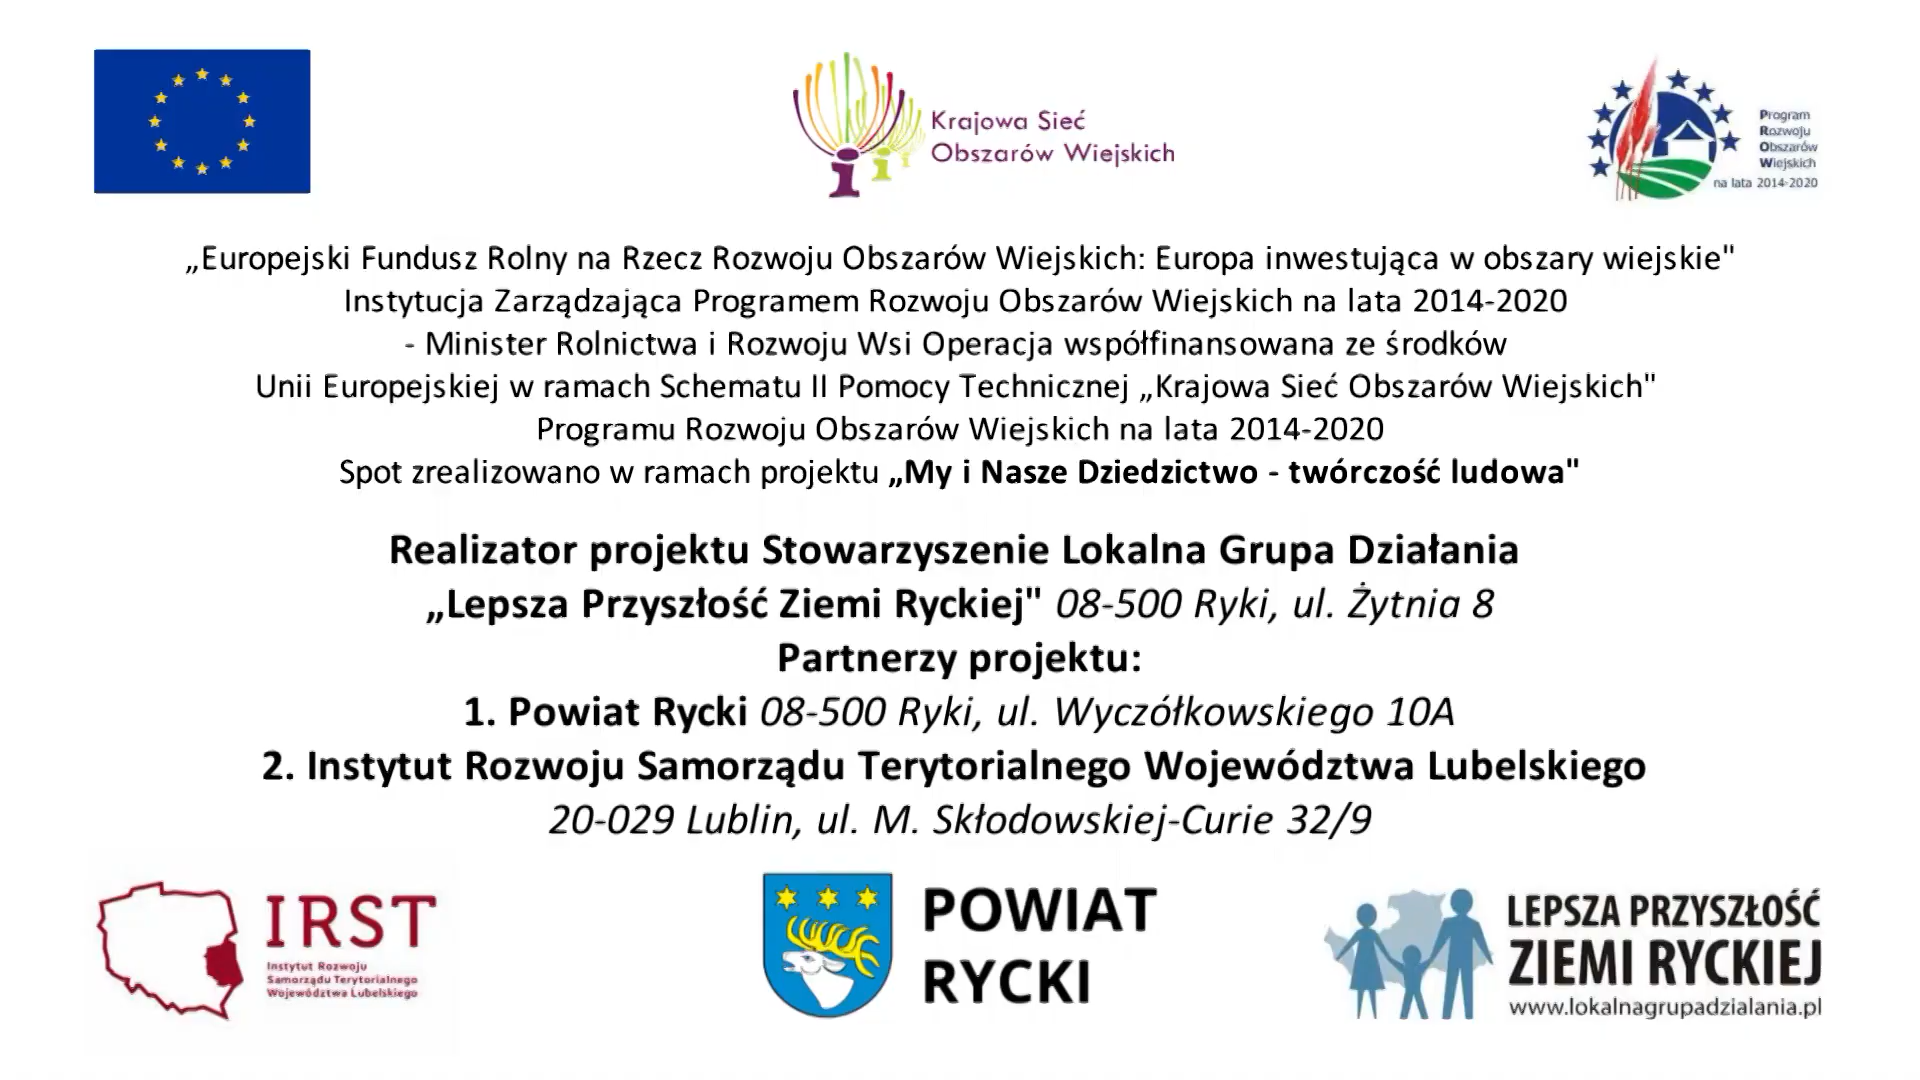 Krajowa Sieć
Obszarów Wiejskich
Program
Rozwoju
Obszarów
Wiejskich
na lata 2014-2020
„Europejski Fundusz Rolny na Rzecz Rozwoju Obszarów Wiejskich: Europa inwestująca w obszary wiejskie"
Instytucja Zarządzająca Programem Rozwoju Obszarów Wiejskich na lata 2014-2020
- Minister Rolnictwa i Rozwoju Wsi Operacja współfinansowana ze środków
Unii Europejskiej w ramach Schematu II Pomocy Technicznej „Krajowa Sieć Obszarów Wiejskich"
Programu Rozwoju Obszarów Wiejskich na lata 2014-2020
Spot zrealizowano w ramach projektu „My i Nasze Dziedzictwo - twórczość ludowa"
Realizator projektu Stowarzyszenie Lokalna Grupa Działania
„Lepsza Przyszłość Ziemi Ryckiej" 08-500 Ryki, ul. Żytnia 8
Partnerzy projektu:
1. Powiat Rycki 08-500 Ryki, ul. Wyczółkowskiego 10A
2. Instytut Rozwoju Samorządu Terytorialnego Województwa Lubelskiego
20-029 Lublin, ul. M. Skłodowskiej-Curie 32/9
IRST
Instytut Rozwoju
Samorządu Terytorialnego
Województwa Lubelskiego
POWIAT
RYCKI
LEPSZA PRZYSZŁOŚĆ
ZIEMI RYCKIEJ
www.lokalnagrupadzialania.pl